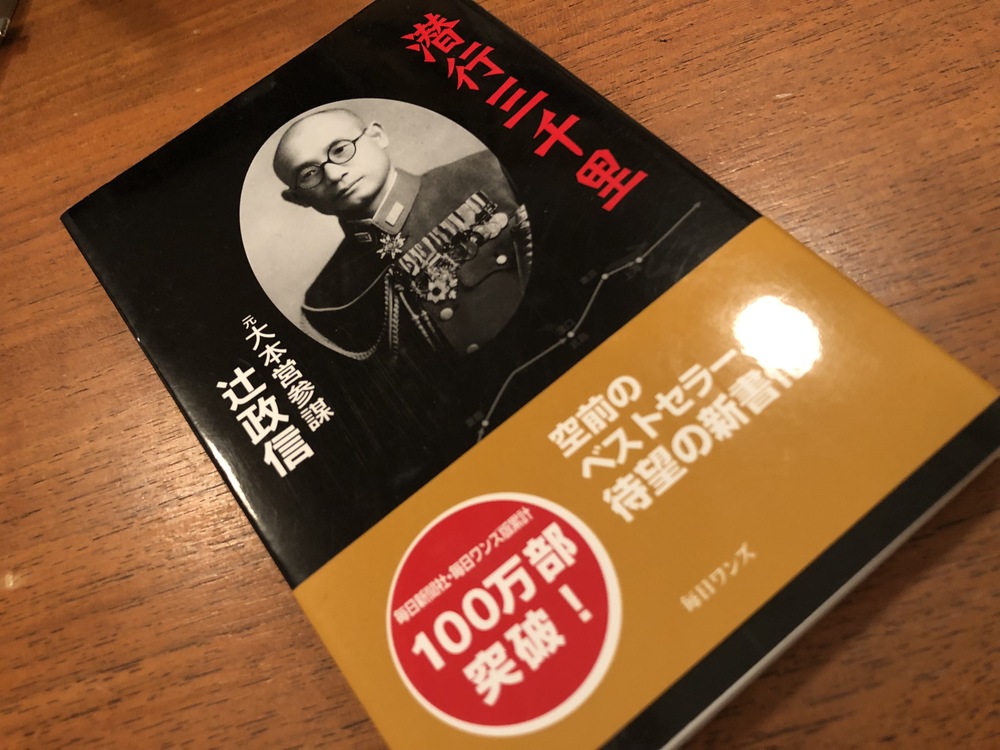 潜行三千里
元大本営参謀
辻政信
空前の
ベストセラー
待望の新書
毎日新聞社・毎日ワンズ版累計
100万部
突破！
毎日ワンズ